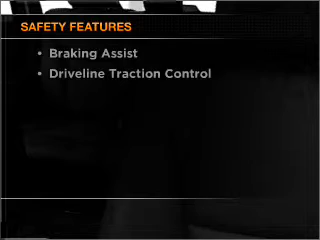 SAFETY FEATURES
• Braking Assist
• Driveline Traction Control